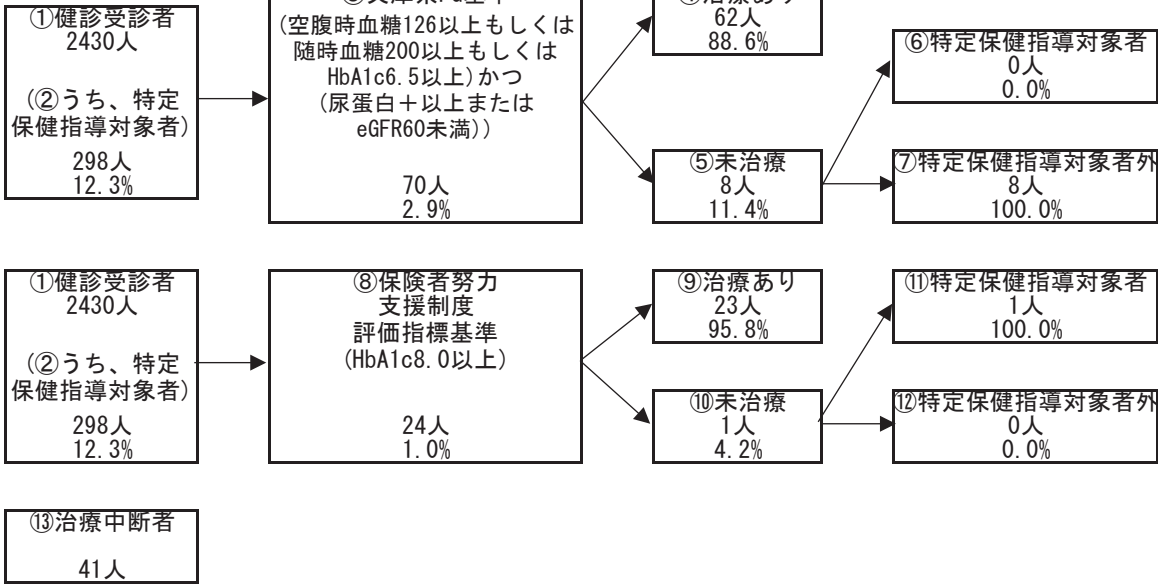 ①健診受診者
2430人
(②うち、特定
保健指導対象者)
298人
12.3%
(空腹時血糖126以上もしくは
随時血糖200以上もしくは
HbA1c6.5以上)かつ
(尿蛋白＋以上または
eGFR60未満))
70人
2.9%
④治療あり
62人
88.6%
⑤未治療
8人
11.4%
⑥特定保健指導対象者
0人
0.0%
⑦特定保健指導対象者外
8人
100.0%
①健診受診者
2430人
(②うち、特定
保健指導対象者)
298人
12.3%
⑧保険者努力
支援制度
評価指標基準
(HbA1c8.0以上)
24人
1.0%
⑨治療あり
23人
95.8%
⑩未治療
1人
4.2%
⑪特定保健指導対象者
1人
100.0%
⑫特定保健指導対象者外
0人
0.0%
⑬治療中断者
41人